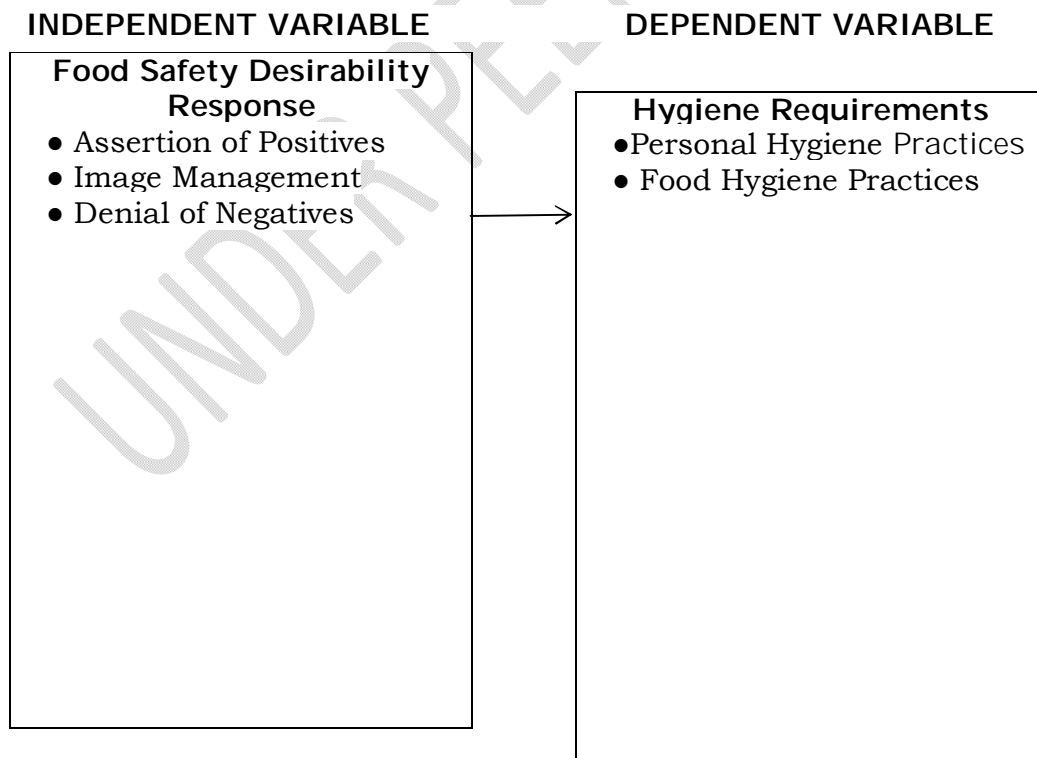 INDEPENDENT VARIABLE
DEPENDENT VARIABLE
Food Safety Desirability
Response
● Assertion of Positives
● Image Management
● Denial of Negatives
Hygiene Requirements
●Personal Hygiene Practices
● Food Hygiene Practices
UNDER PE